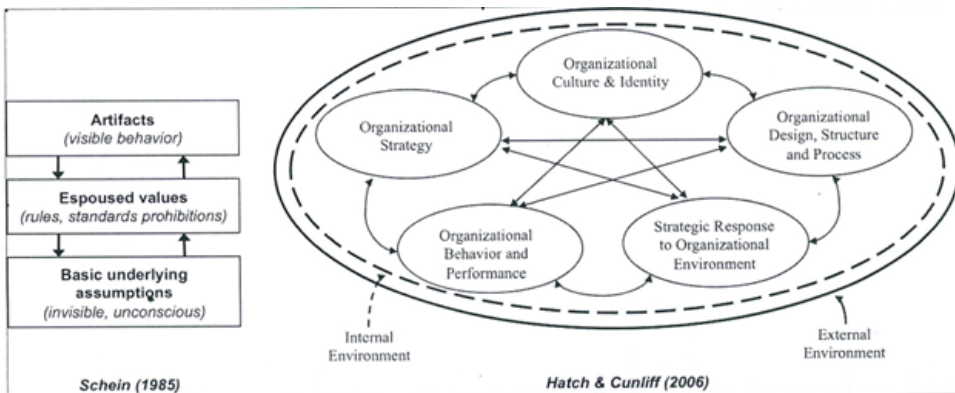 Artifacts
(visible behavior)
Espoused values
(rules, standards prohibitions)
Basic underlying
assumptions
(invisible, unconscious)
Schein (1985)
Organizational
Culture & Identity
Organizational
Strategy
Organizational
Design, Structure
and Process
Organizational
Behavior and
Performance
Strategic Response
to Organizational
Environment
Internal
Environment
External
Environment
Hatch & Cunliff (2006)